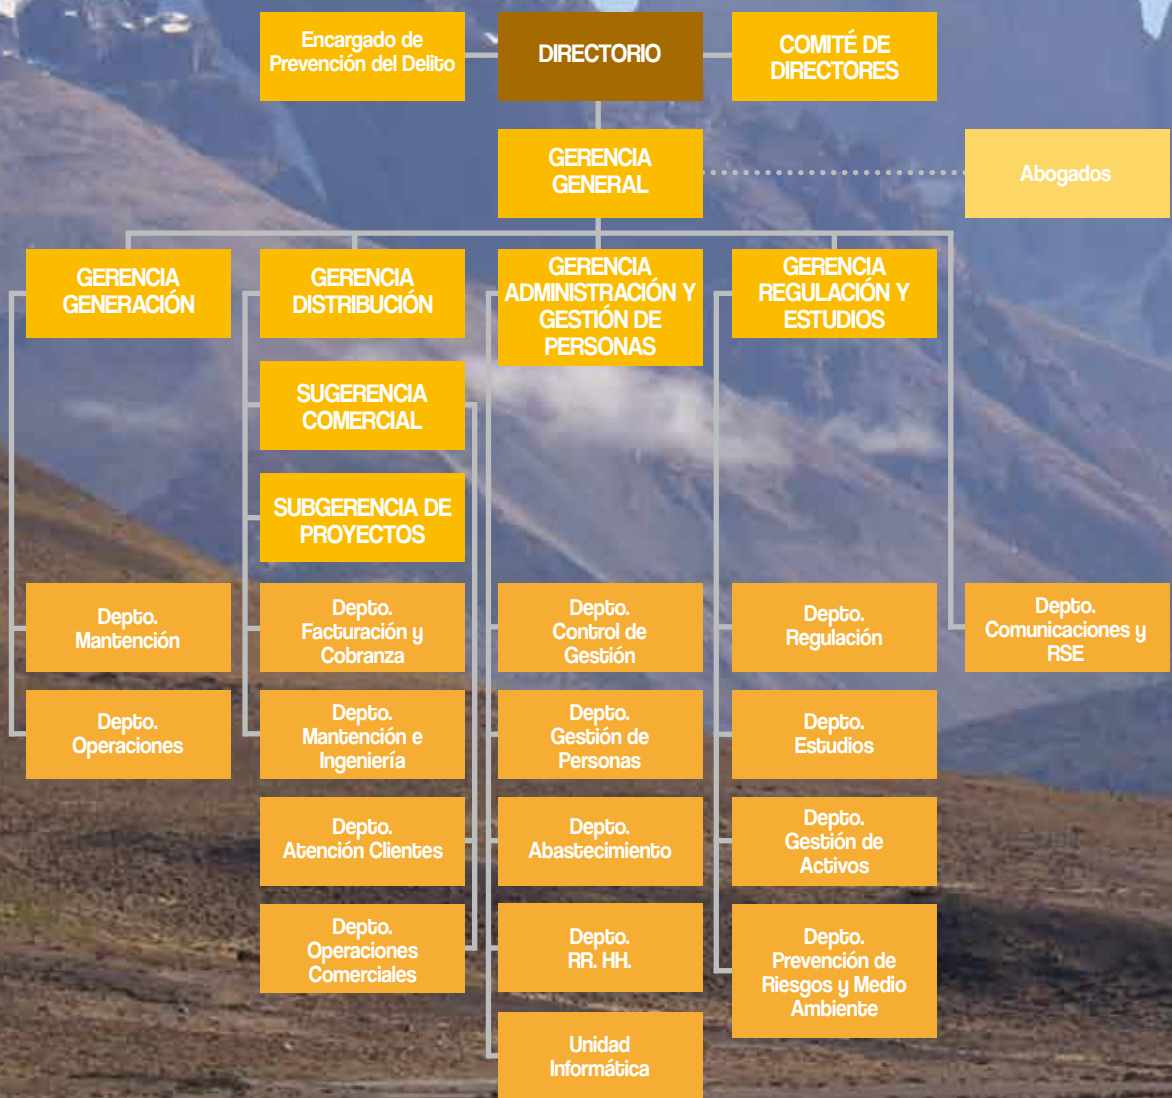 Encargado de
Prevención del Delito
DIRECTORIO
COMITÉ DE
DIRECTORES
GERENCIA
GENERAL
Abogados
GERENCIA
GENERACIÓN
GERENCIA
DISTRIBUCIÓN
GERENCIA
ADMINISTRACIÓN Y
GESTIÓN DE
PERSONAS
GERENCIA
REGULACIÓN Y
ESTUDIOS
SUGERENCIA
COMERCIAL
SUBGERENCIA DE
PROYECTOS
Depto.
Mantención
Depto.
Facturación y
Cobranza
Depto.
Control de
Gestión
Depto.
Regulación
Depto.
Comunicaciones y
RSE
Depto.
Operaciones
Depto.
Mantención e
Ingeniería
Depto.
Gestión de
Personas
Depto.
Estudios
Depto.
Atención Clientes
Depto.
Abastecimiento
Depto.
Gestión de
Activos
Depto.
Operaciones
Comerciales
Depto.
RR. HH.
Depto.
Prevención de
Riesgos y Medio
Ambiente
Unidad
Informática